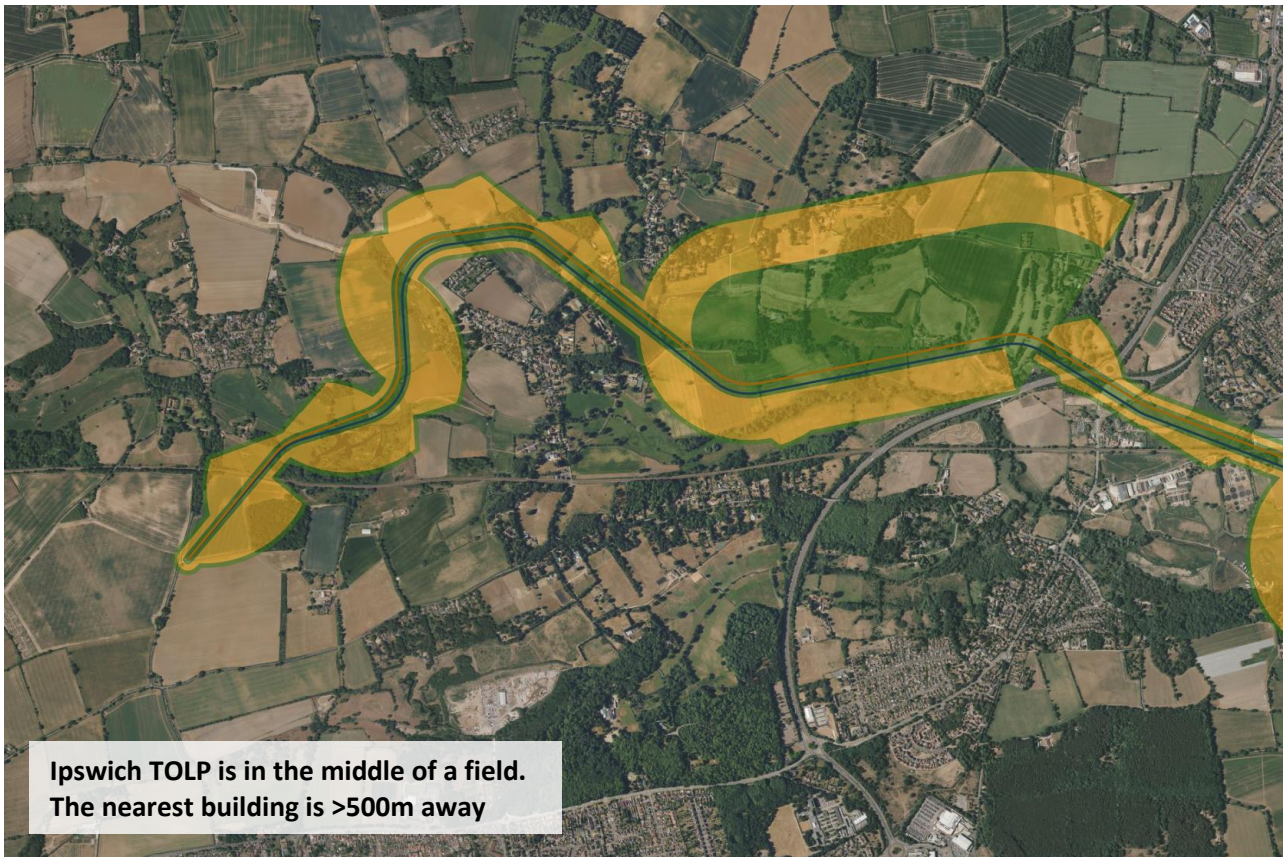 Ipswich TOLP is in the middle of a field.
The nearest building is >500m away